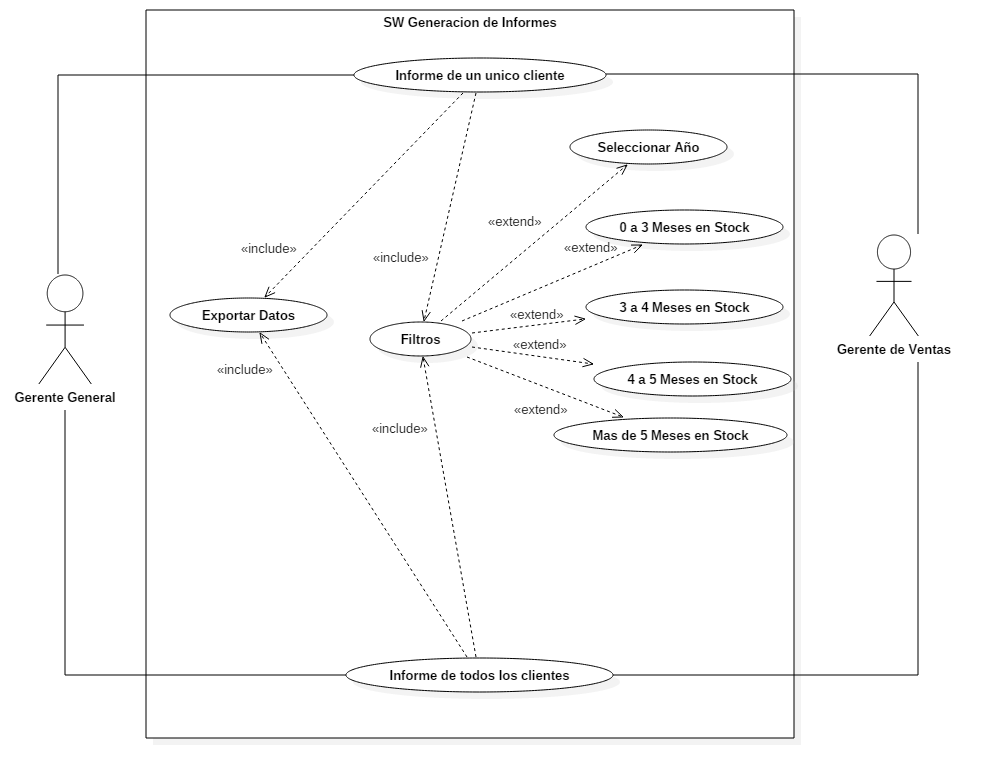 SW Generacion de Informes
Informe de un unico cliente
Seleccionar Año
«extend»
0 a 3 Meses en Stock
«include»
«extend»
«include»
Exportar Datos
3 a 4 Meses en Stock
«extend»
Filtros
«extend»
Gerente de Ventas
«include»
4 a 5 Meses en Stock
Gerente General
«extend»
«include»
Mas de 5 Meses en Stock
Informe de todos los clientes